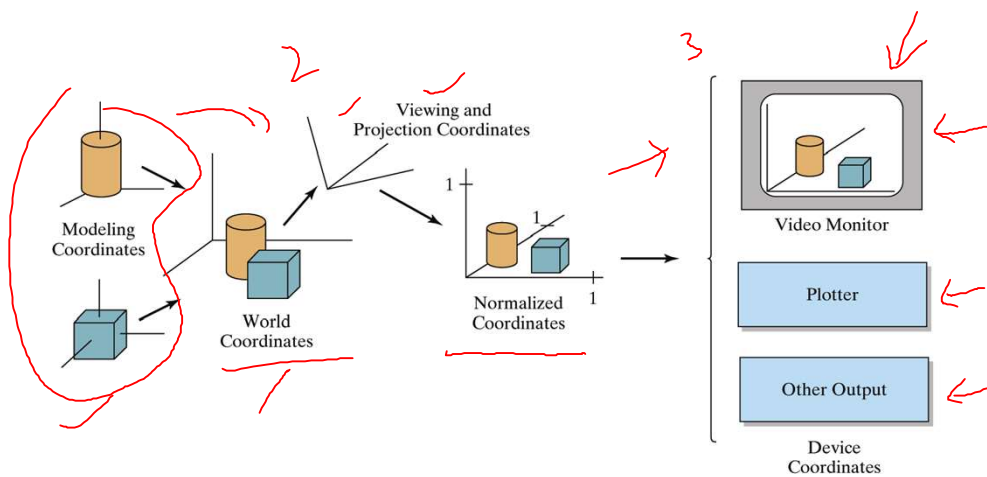 2
3
Viewing and
Projection Coordinates
1
1
1
Modeling
Coordinates
World
Coordinates
Normalized
Coordinates
Video Monitor
Plotter
Other Output
Device
Coordinates